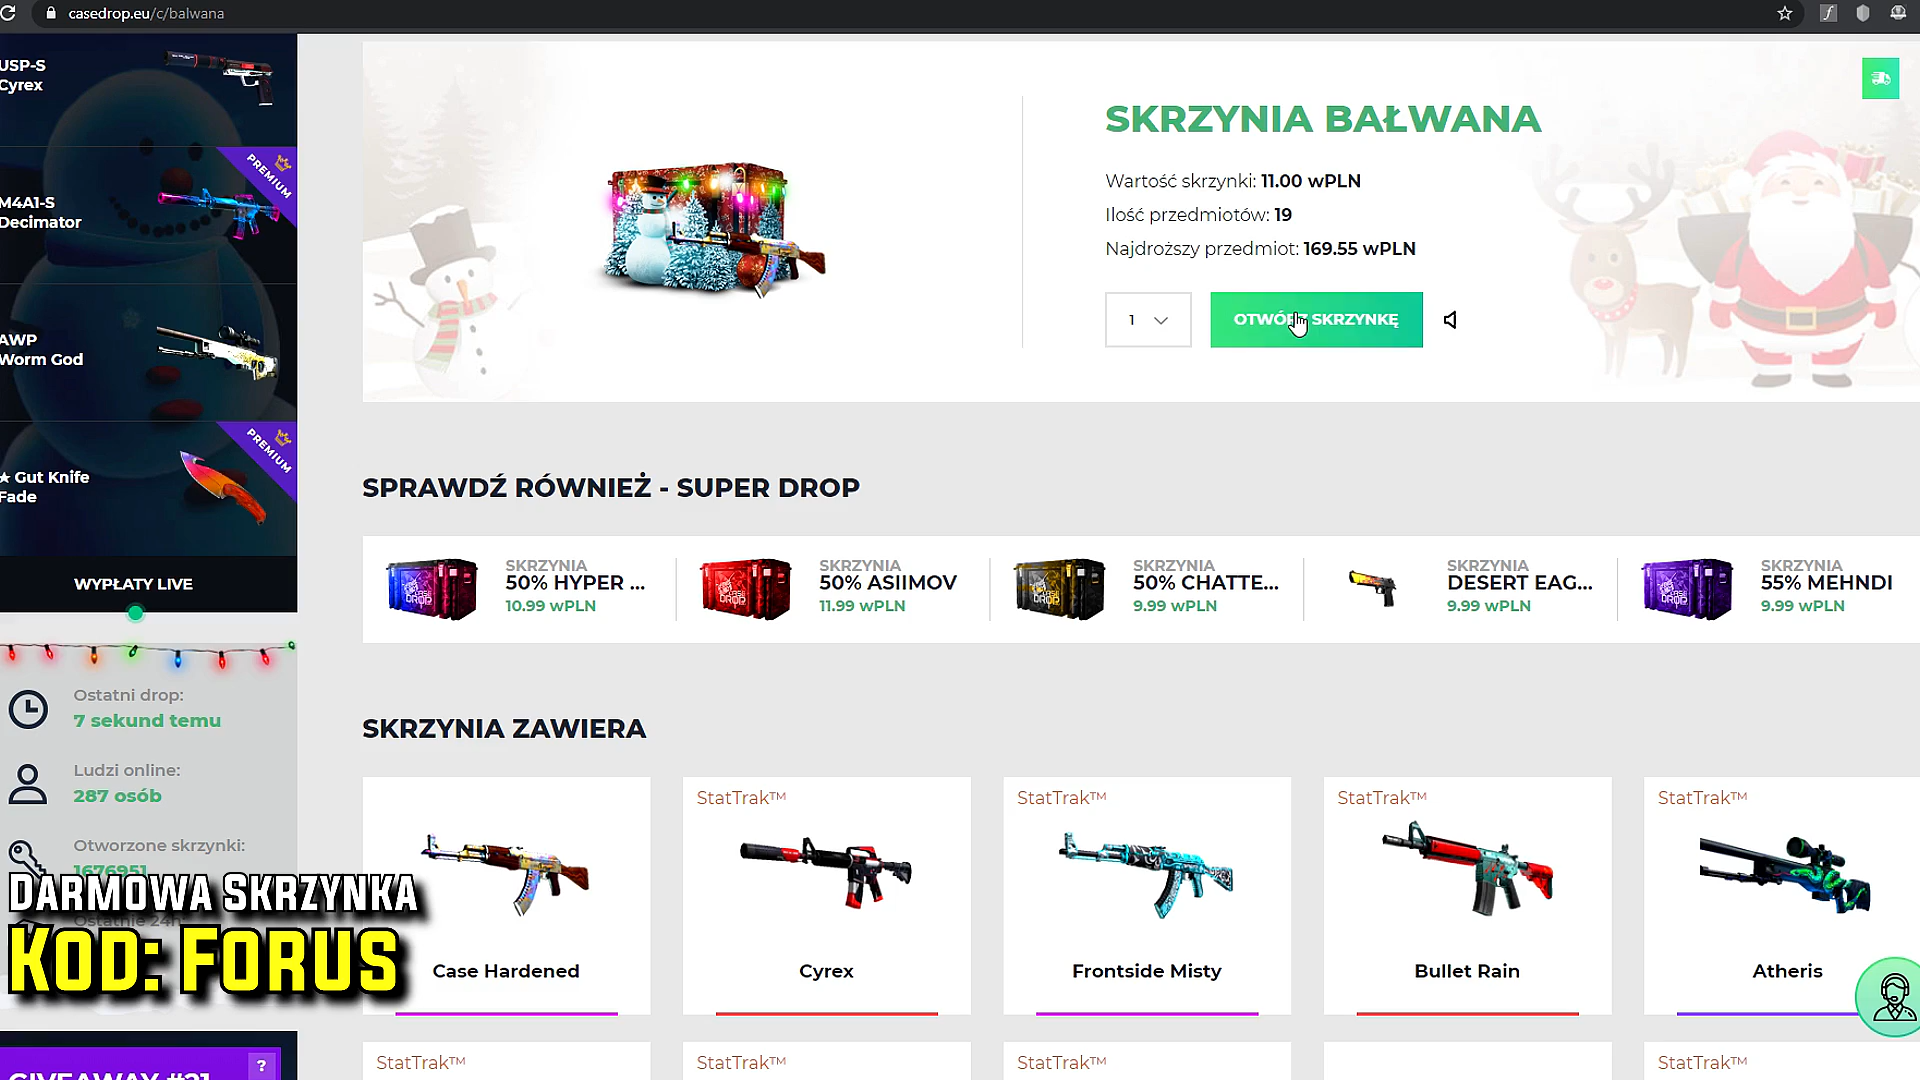 casedrop.eu/c/balwana
USP-S
Cyrex
PREMIUM
M4A1-S
Decimator
AWP
Worm God
PREMIUM
★ Gut Knife
Fade
WYPŁATY LIVE
Ostatni drop:
7 sekund temu
Ludzi online:
287 osób
Otworzone skrzynki:
1676951
Ostatnie 24h:
DARMOWA SKRZYNKA
KOD: FORUS
GIVEAWAY #21
?
SKRZYNIA BAŁWANA
Wartość skrzynki: 11.00 wPLN
Ilość przedmiotów: 19
Najdroższy przedmiot: 169.55 wPLN
1
OTWÓRZ SKRZYNKĘ
SPRAWDŹ RÓWNIEŻ - SUPER DROP
SKRZYNIA
50% HYPER ...
10.99 wPLN
SKRZYNIA
50% ASIIMOV
11.99 wPLN
SKRZYNIA
50% CHATTE...
9.99 wPLN
SKRZYNIA
DESERT EAG...
9.99 wPLN
SKRZYNIA
55% MEHNDI
9.99 wPLN
SKRZYNIA ZAWIERA
Case Hardened
StatTrak™
Cyrex
StatTrak™
Frontside Misty
StatTrak™
Bullet Rain
StatTrak™
Atheris
StatTrak™
StatTrak™
StatTrak™
StatTrak™